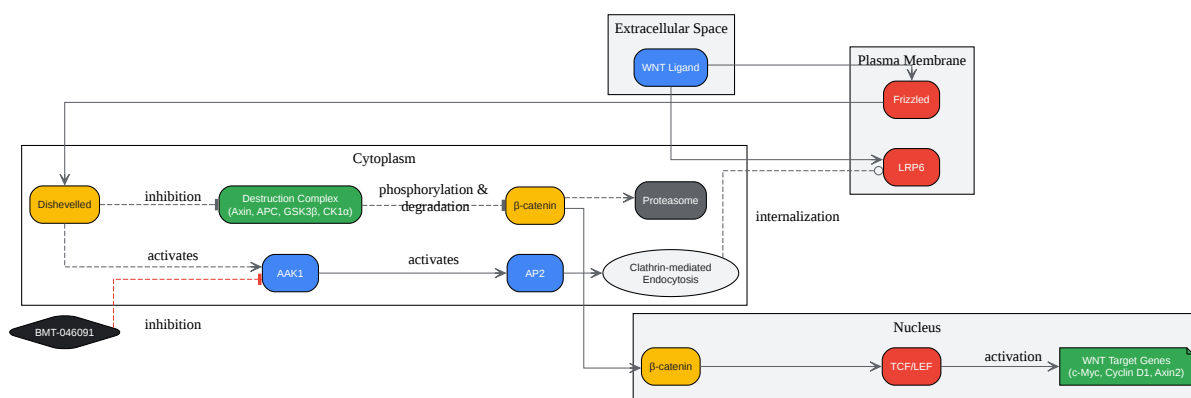 Extracellular Space
WNT Ligand
Plasma Membrane
Frizzled
LRP6
Cytoplasm
Dishevelled
inhibition
Destruction Complex
(Axin, APC, GSK3β, CK1α)
phosphorylation &
degradation
β-catenin
Proteasome
internalization
activates
AAK1
activates
AP2
Clathrin-mediated
Endocytosis
BMT-046091
inhibition
Nucleus
β-catenin
TCF/LEF
activation
WNT Target Genes
(c-Myc, Cyclin D1, Axin2)